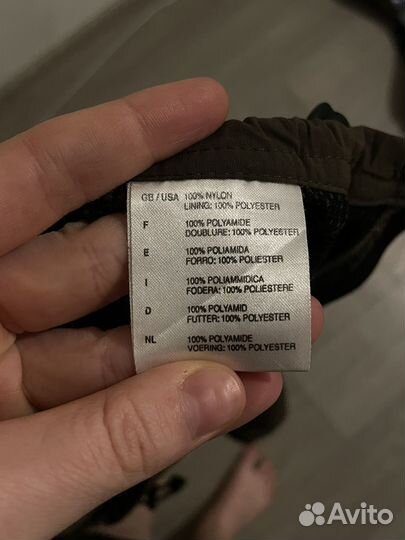 GB / USA 100% NYLON
LINING: 100% POLYESTER
F 100% POLYAMIDE
DOUBLURE: 100% POLYESTER
E 100% POLIAMIDA
FORRO: 100% POLIESTER
I 100% POLIAMMIDICA
FODERA: 100% POLIESTERE
D 100% POLYAMID
FUTTER: 100% POLYESTER
NL 100% POLYAMIDE
VOERING: 100% POLYESTER
Avito